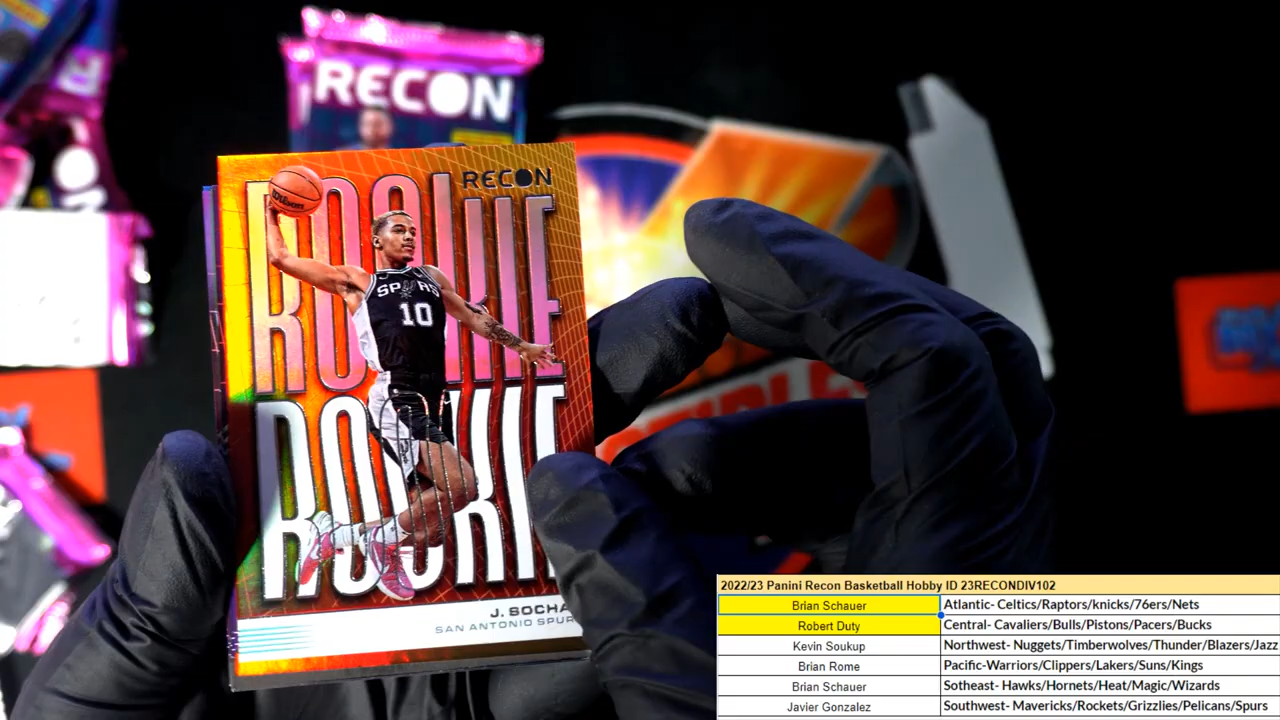 RECON
RECON
ROOKIE
Wilson
SPURS
10
ROOKIE
J. SOCHA
SAN ANTONIO SPUR
2022/23 Panini Recon Basketball Hobby ID 23RECONDIV102
Brian Schauer Atlantic- Celtics/Raptors/knicks/76ers/Nets
Robert Duty Central- Cavaliers/Bulls/Pistons/Pacers/Bucks
Kevin Soukup Northwest- Nuggets/Timberwolves/Thunder/Blazers/Jazz
Brian Rome Pacific-Warriors/Clippers/Lakers/Suns/Kings
Brian Schauer Sotheast- Hawks/Hornets/Heat/Magic/Wizards
Javier Gonzalez Southwest- Mavericks/Rockets/Grizzlies/Pelicans/Spurs